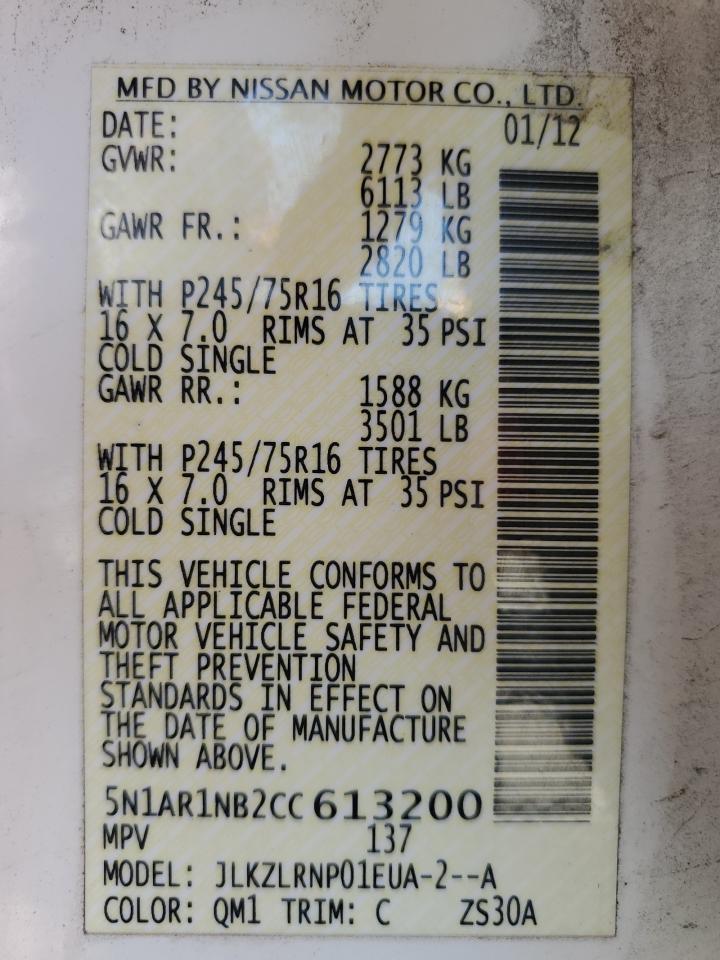 MFD BY NISSAN MOTOR CO., LTD.
DATE: 01/12
GVWR: 2773 KG
6113 LB
GAWR FR.: 1279 KG
2820 LB
WITH P245/75R16 TIRES
16 X 7.0 RIMS AT 35 PSI
COLD SINGLE
GAWR RR.: 1588 KG
3501 LB
WITH P245/75R16 TIRES
16 X 7.0 RIMS AT 35 PSI
COLD SINGLE
THIS VEHICLE CONFORMS TO
ALL APPLICABLE FEDERAL
MOTOR VEHICLE SAFETY AND
THEFT PREVENTION
STANDARDS IN EFFECT ON
THE DATE OF MANUFACTURE
SHOWN ABOVE.
5N1AR1NB2CC 613200
MPV 137
MODEL: JLKZLRNP01EUA-2--A
COLOR: QM1 TRIM: C ZS30A